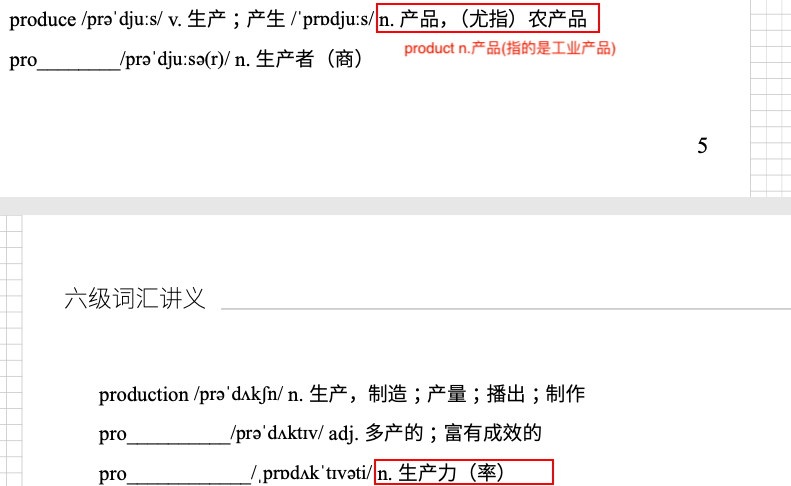 produce /prəˈdjuːs/ v. 生产；产生 /ˈprɒdjuːs/ n. 产品，（尤指）农产品
product n.产品(指的是工业产品)
pro________/prəˈdjuːsə(r)/ n. 生产者（商）
5
六级词汇讲义
production /prəˈdʌkʃn/ n. 生产，制造；产量；播出；制作
pro__________/prəˈdʌktɪv/ adj. 多产的；富有成效的
pro____________/ˌprɒdʌkˈtɪvəti/ n. 生产力（率）